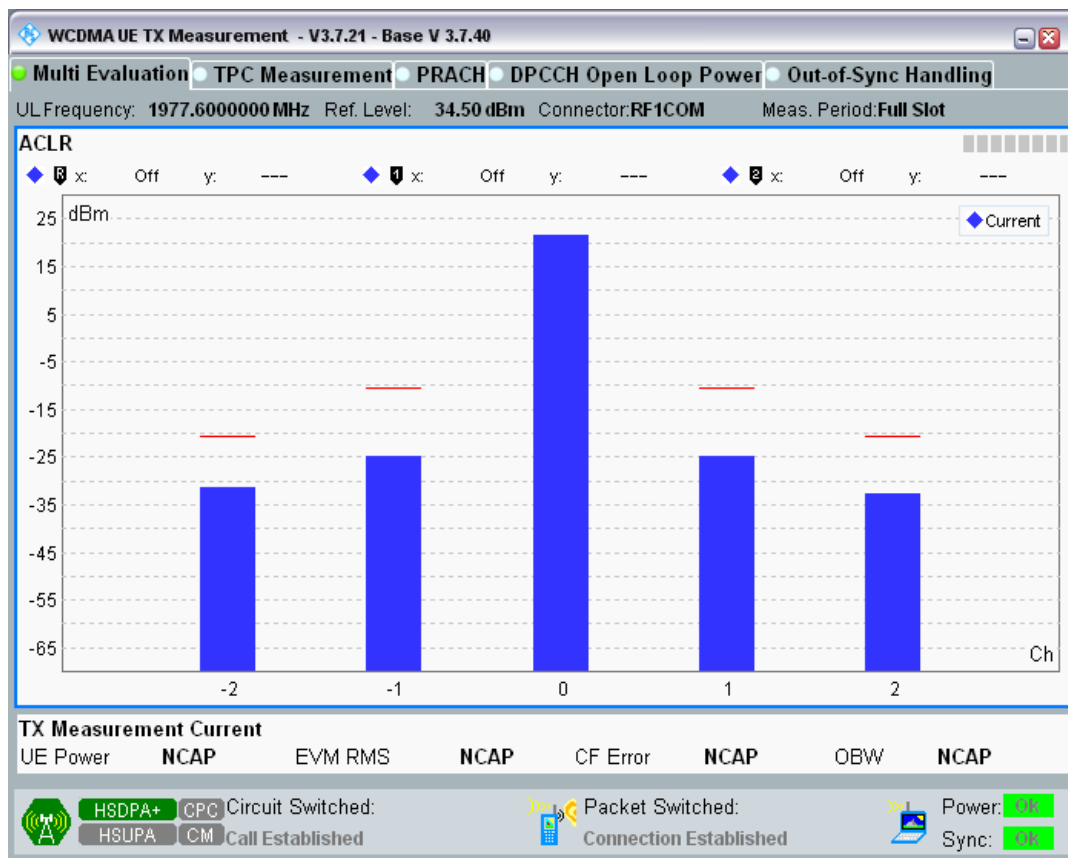 WCDMA UE TX Measurement - V3.7.21 - Base V 3.7.40
Multi Evaluation TPC Measurement PRACH DPCCH Open Loop Power Out-of-Sync Handling
UL Frequency: 1977.6000000 MHz Ref. Level: 34.50 dBm Connector:RF1COM Meas. Period:Full Slot
ACLR
R x: Off y: --- 1 x: Off y: --- 2 x: Off y: ---
dBm
Current
25
15
5
-5
-15
-25
-35
-45
-55
-65
Ch
-2 -1 0 1 2
TX Measurement Current
UE Power NCAP EVM RMS NCAP CF Error NCAP OBW NCAP
HSDPA+ CPC Circuit Switched: Packet Switched: Power: OK
HSUPA CM Call Established Connection Established Sync: OK